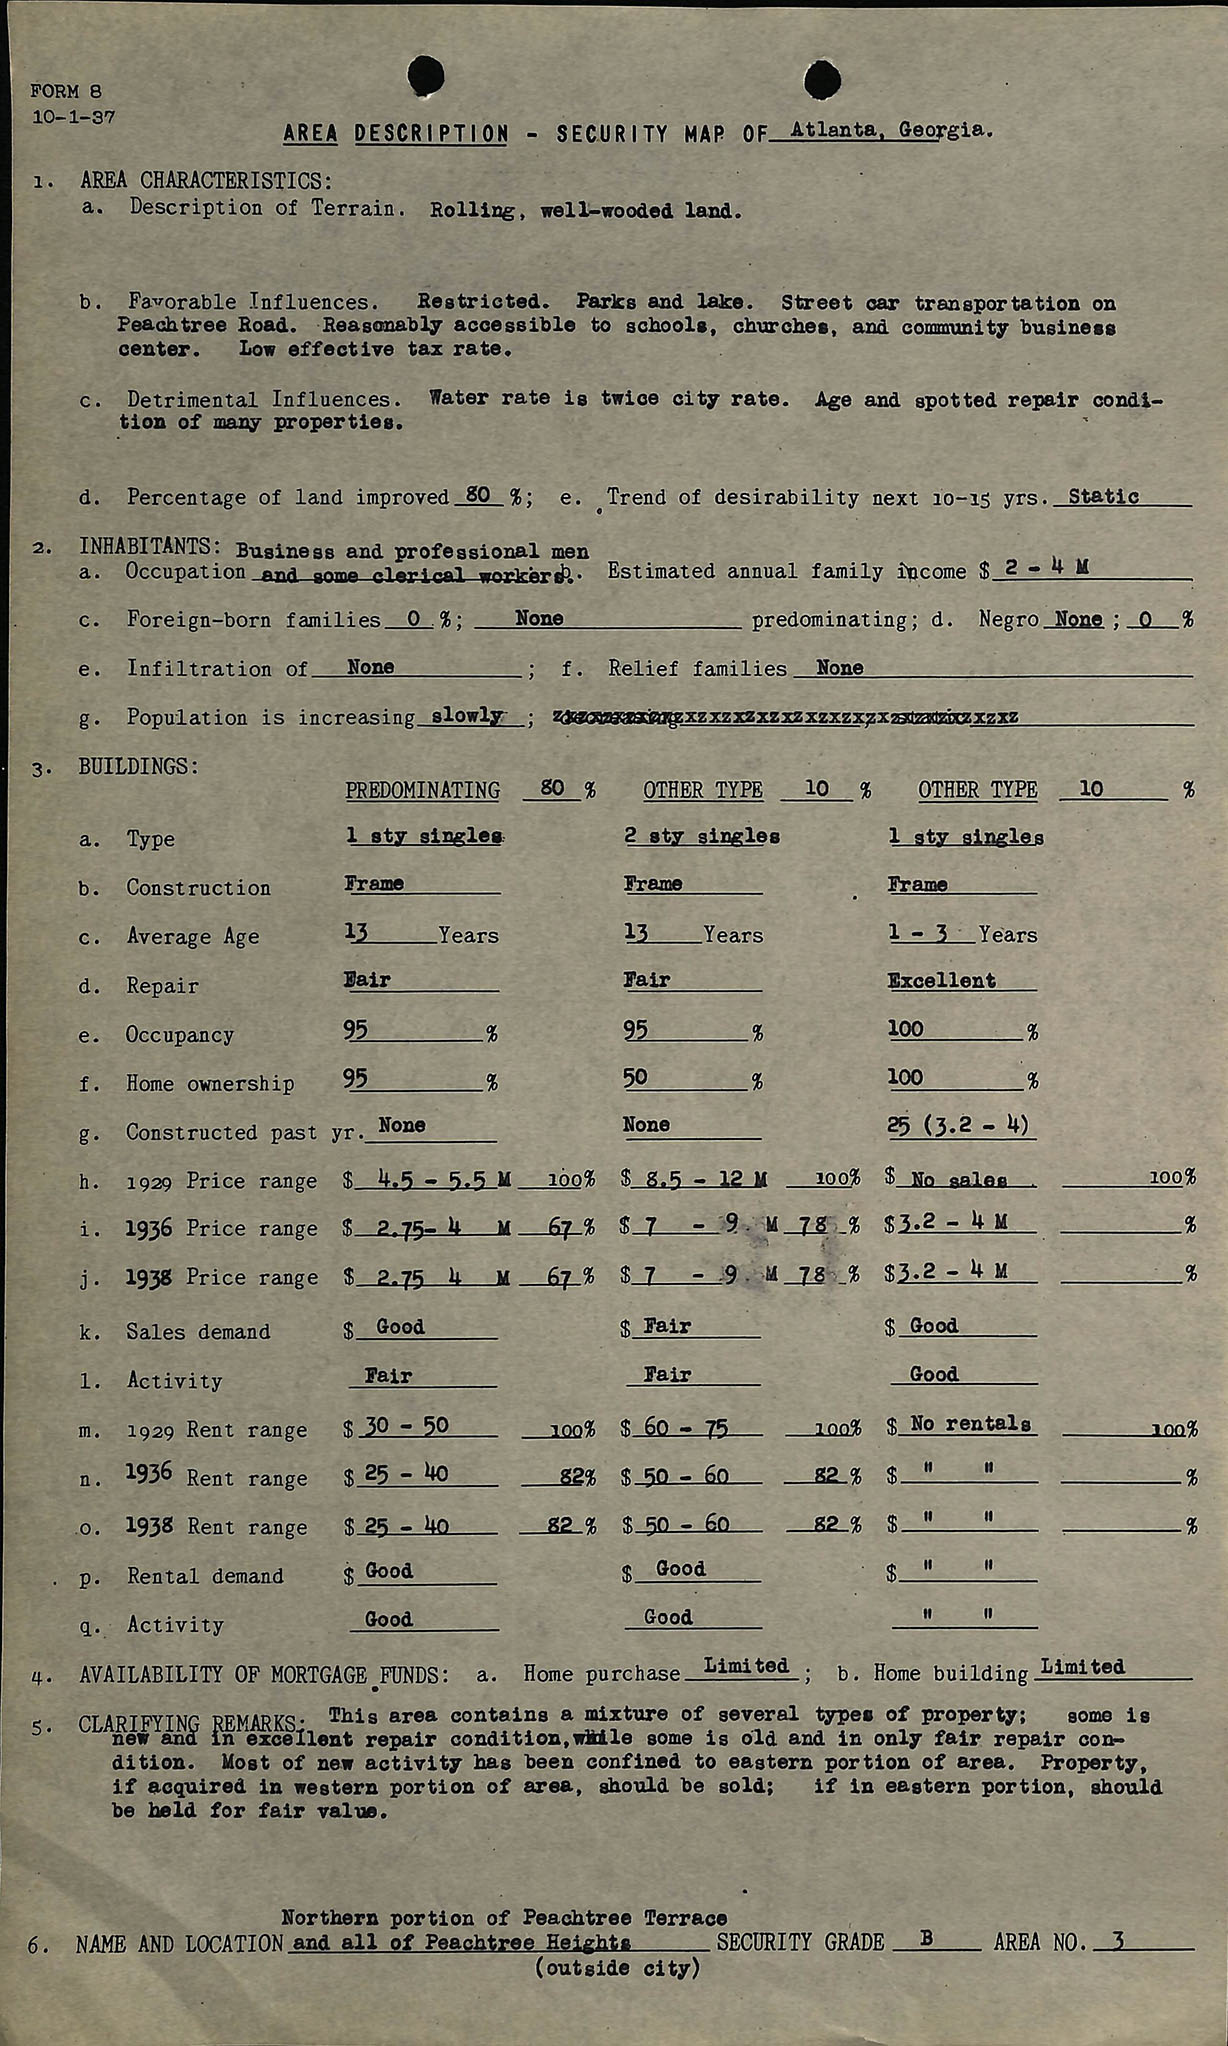 FORM 8
10-1-37
AREA DESCRIPTION - SECURITY MAP OF Atlanta, Georgia.
1. AREA CHARACTERISTICS:
a. Description of Terrain. Rolling, well-wooded land.
b. Favorable Influences. Restricted. Parks and lake. Street car transportation on
Peachtree Road. Reasonably accessible to schools, churches, and community business
center. Low effective tax rate.
c. Detrimental Influences. Water rate is twice city rate. Age and spotted repair condi-
tion of many properties.
d. Percentage of land improved 80 %; e. Trend of desirability next 10-15 yrs. Static
2. INHABITANTS: Business and professional men
a. Occupation and some clerical workers. b. Estimated annual family income $ 2 - 4 M
c. Foreign-born families 0 %; None predominating; d. Negro None ; 0 %
e. Infiltration of None ; f. Relief families None
g. Population is increasing slowly ;
3. BUILDINGS:
PREDOMINATING 80 % OTHER TYPE 10 % OTHER TYPE 10 %
a. Type 1 sty singles 2 sty singles 1 sty singles
b. Construction Frame Frame Frame
c. Average Age 13 Years 13 Years 1 - 3 Years
d. Repair Fair Fair Excellent
e. Occupancy 95 % 95 % 100 %
f. Home ownership 95 % 50 % 100 %
g. Constructed past yr. None None 25 (3.2 - 4)
h. 1929 Price range $ 4.5 - 5.5 M 100% $ 8.5 - 12 M 100% $ No sales 100%
i. 1936 Price range $ 2.75- 4 M 67 % $ 7 - 9 M 78 % $3.2 - 4 M %
j. 1938 Price range $ 2.75 4 M 67 % $ 7 - 9 M 78 % $3.2 - 4 M %
k. Sales demand $ Good $ Fair $ Good
l. Activity Fair Fair Good
m. 1929 Rent range $ 30 - 50 100% $ 60 - 75 100% $ No rentals 100%
n. 1936 Rent range $ 25 - 40 82% $ 50 - 60 82 % $ " " %
o. 1938 Rent range $ 25 - 40 82 % $ 50 - 60 82 % $ " " %
p. Rental demand $ Good $ Good $ " "
q. Activity Good Good " "
4. AVAILABILITY OF MORTGAGE FUNDS: a. Home purchase Limited ; b. Home building Limited
5. CLARIFYING REMARKS: This area contains a mixture of several types of property; some is
new and in excellent repair condition, while some is old and in only fair repair con-
dition. Most of new activity has been confined to eastern portion of area. Property,
if acquired in western portion of area, should be sold; if in eastern portion, should
be held for fair value.
Northern portion of Peachtree Terrace
6. NAME AND LOCATION and all of Peachtree Heights SECURITY GRADE B AREA NO. 3
(outside city)